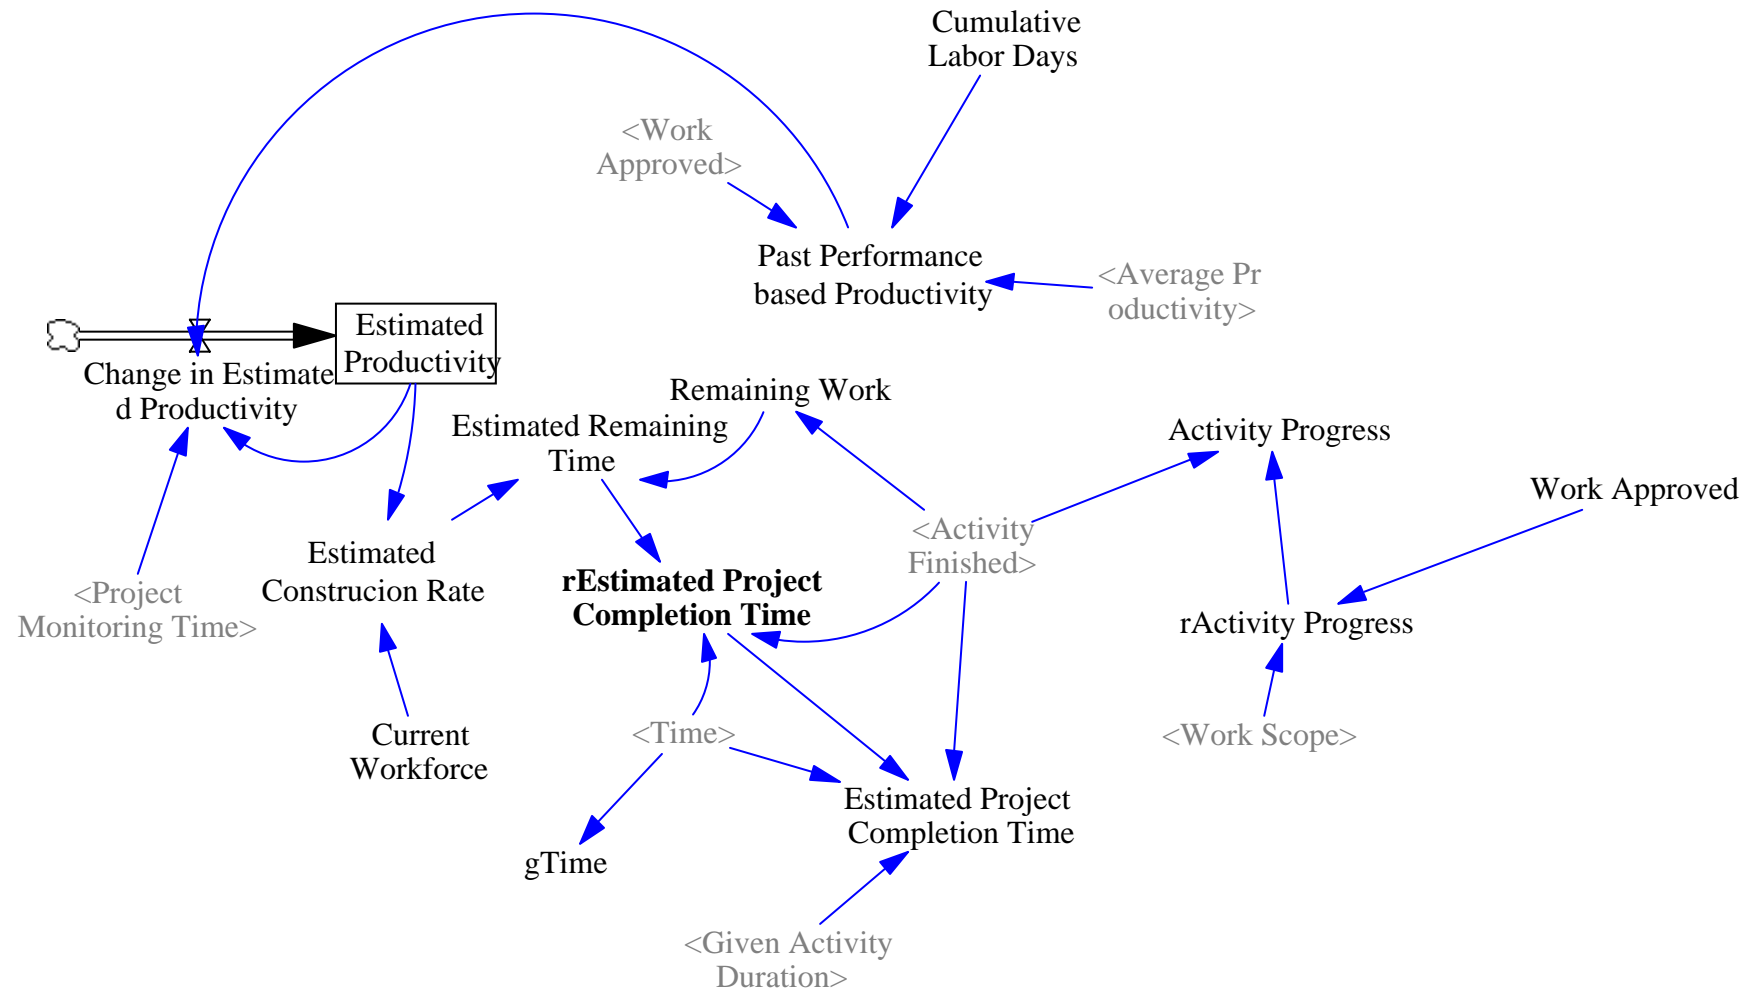 Cumulative
Labor Days
<Work
Approved>
Past Performance
based Productivity
<Average Pr
oductivity>
Estimated
Productivity
Change in Estimate
d Productivity
Remaining Work
Estimated Remaining
Time
Activity Progress
Work Approved
<Activity
Finished>
Estimated
Construcion Rate
rEstimated Project
Completion Time
<Project
Monitoring Time>
rActivity Progress
Current
Workforce
<Time>
<Work Scope>
Estimated Project
Completion Time
gTime
<Given Activity
Duration>